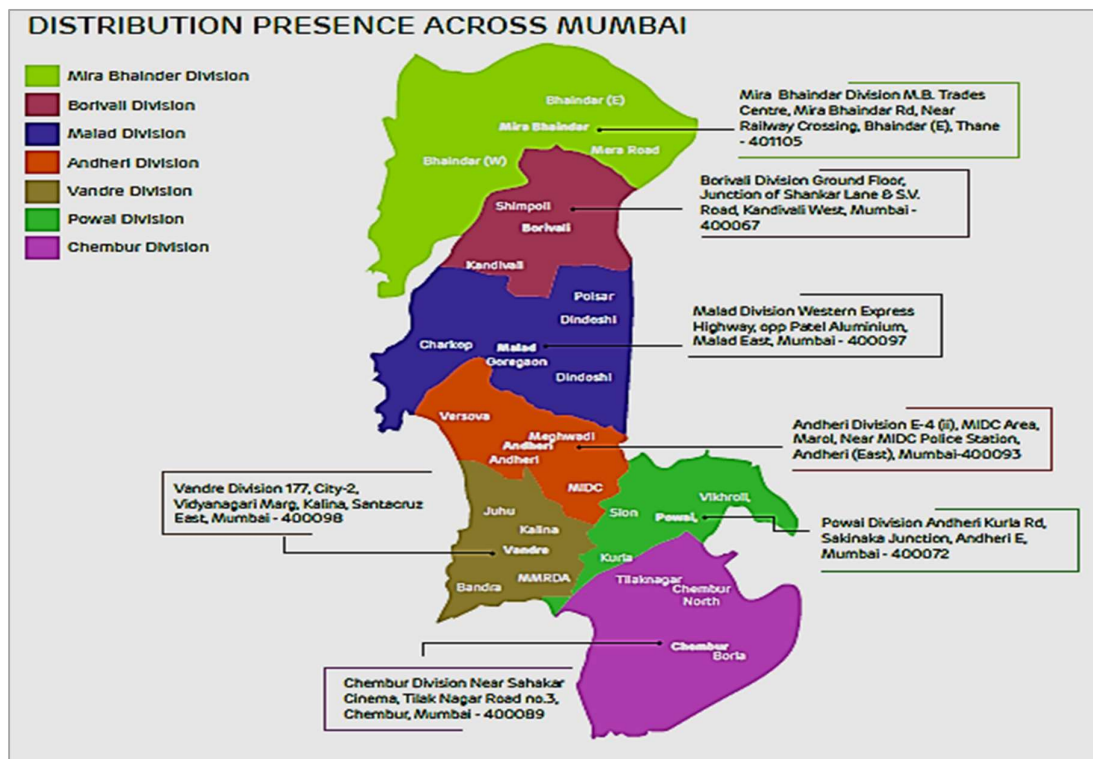 DISTRIBUTION PRESENCE ACROSS MUMBAI
Mira Bhainder Division
Borivali Division
Malad Division
Andheri Division
Vandre Division
Powai Division
Chembur Division
Bhaindar (E)
Mira Bhaindar
Mera Road
Bhaindar (W)
Mira Bhaindar Division M.B. Trades
Centre, Mira Bhaindar Rd, Near
Railway Crossing, Bhaindar (E), Thane
- 401105
Shimpoli
Borivali
Kandivali
Borivali Division Ground Floor,
Junction of Shankar Lane & S.V.
Road, Kandivali West, Mumbai -
400067
Poisar
Dindoshi
Charkop
Malad
Goregaon
Dindoshi
Malad Division Western Express
Highway, opp Patel Aluminium,
Malad East, Mumbai - 400097
Versova
Meghwadi
Andheri
Andheri
MIDC
Andheri Division E-4 (ii), MIDC Area,
Marol, Near MIDC Police Station,
Andheri (East), Mumbai-400093
Vandre Division 177, City-2,
Vidyanagari Marg, Kalina, Santacruz
East, Mumbai - 400098
Juhu
Kalina
Vandre
MMRDA
Bandra
Vikhroli,
Sion
Powai,
Kurla
Powai Division Andheri Kurla Rd,
Sakinaka Junction, Andheri E,
Mumbai - 400072
Tilaknagar
Chembur
North
Chembur
Borla
Chembur Division Near Sahakar
Cinema, Tilak Nagar Road no.3,
Chembur, Mumbai - 400089